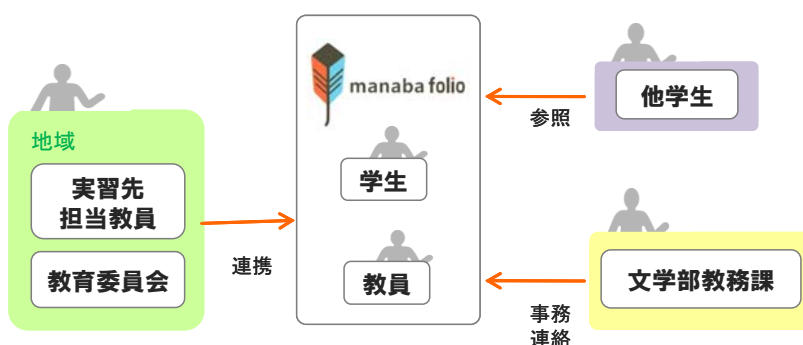 地域
実習先
担当教員
教育委員会
連携
manaba folio
学生
教員
他学生
参照
文学部教務課
事務
連絡